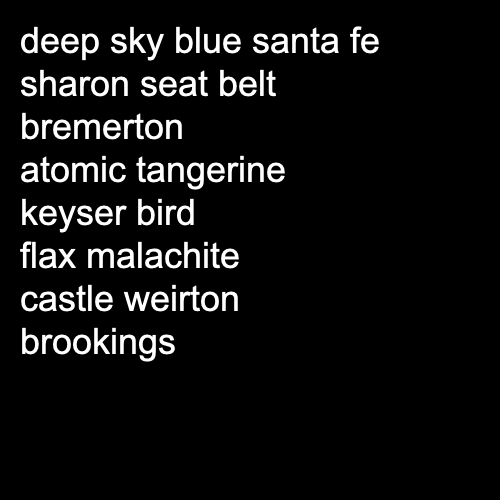 deep sky blue santa fe
sharon seat belt
bremerton
atomic tangerine
keyser bird
flax malachite
castle weirton
brookings